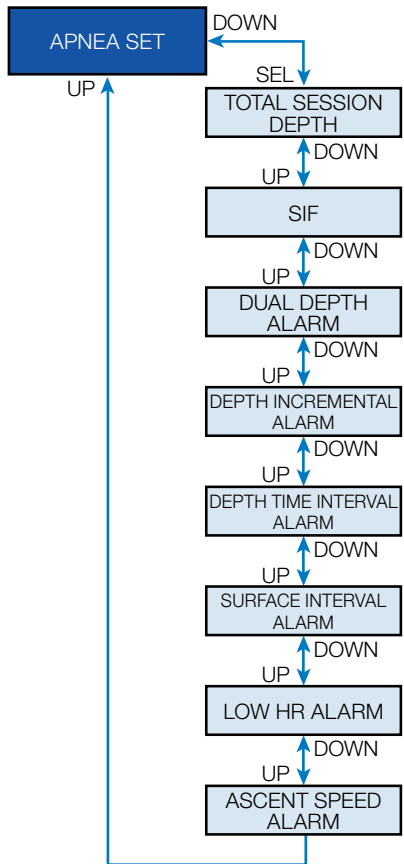 APNEA SET
DOWN
UP
SEL
TOTAL SESSION
DEPTH
DOWN
UP
SIF
DOWN
UP
DUAL DEPTH
ALARM
DOWN
UP
DEPTH INCREMENTAL
ALARM
DOWN
UP
DEPTH TIME INTERVAL
ALARM
DOWN
UP
SURFACE INTERVAL
ALARM
DOWN
UP
LOW HR ALARM
DOWN
UP
ASCENT SPEED
ALARM